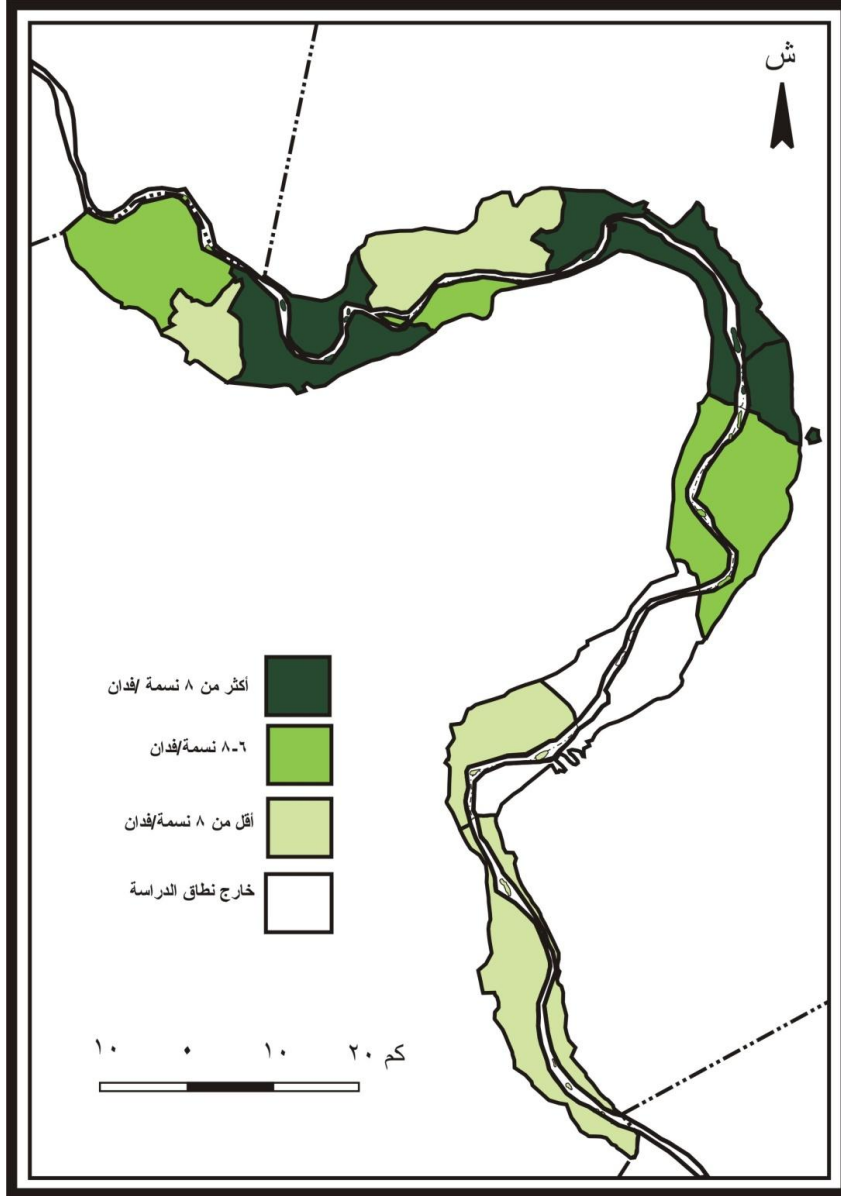 ش
أكثر من ٨ نسمة /فدان
٦-٨ نسمة/فدان
أقل من ٨ نسمة/فدان
خارج نطاق الدراسة
١٠ ٠ ١٠ ٢٠ كم